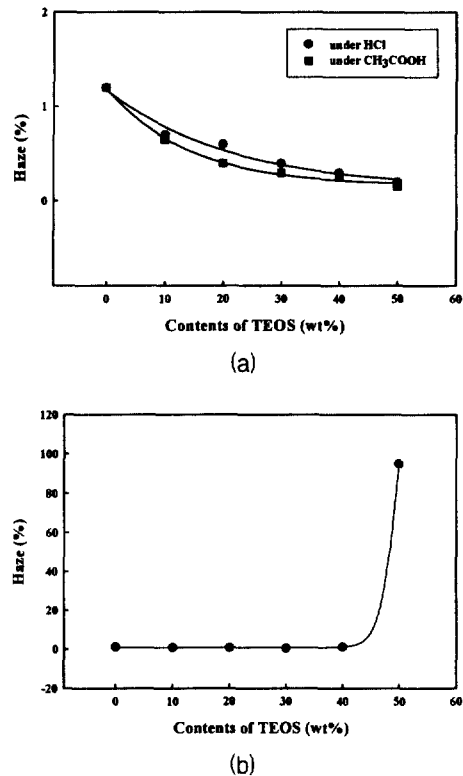 2
under HCl
under CH3COOH
1
0
Haze (%)
0 10 20 30 40 50 60
Contents of TEOS (wt%)
(a)
120
100
80
60
40
20
0
-20
Haze (%)
0 10 20 30 40 50 60
Contents of TEOS (wt%)
(b)